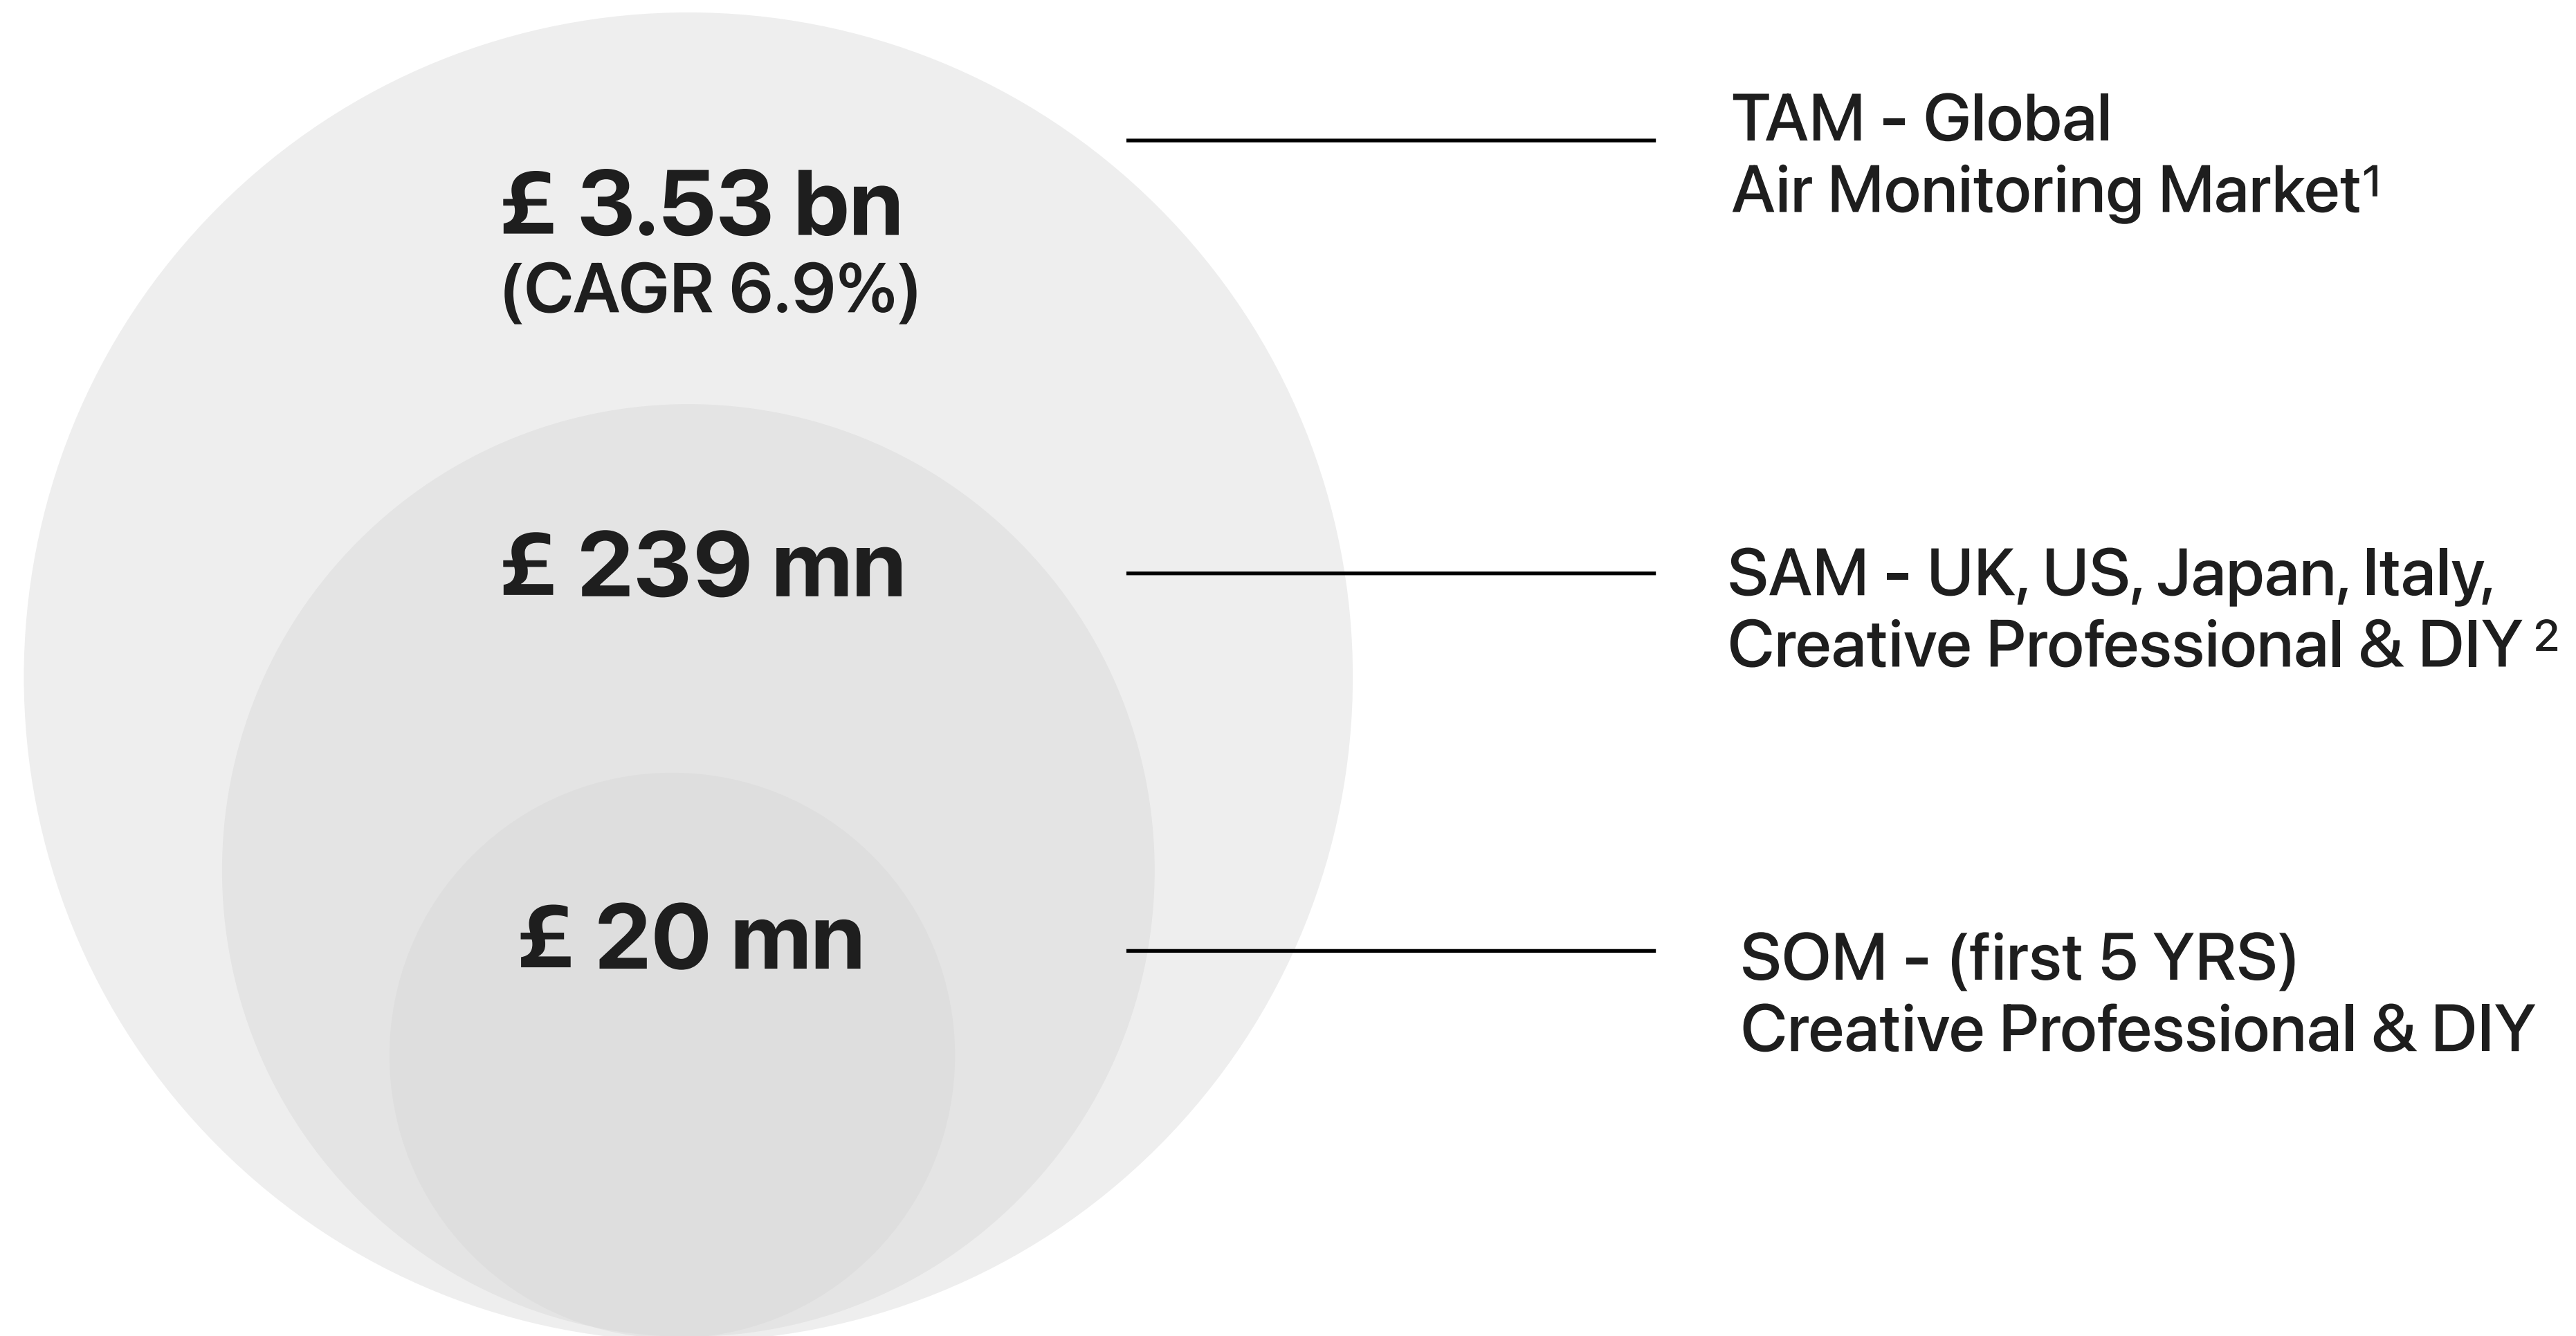 £ 3.53 bn
(CAGR 6.9%)
TAM - Global
Air Monitoring Market¹
£ 239 mn
SAM - UK, US, Japan, Italy,
Creative Professional & DIY ²
£ 20 mn
SOM - (first 5 YRS)
Creative Professional & DIY